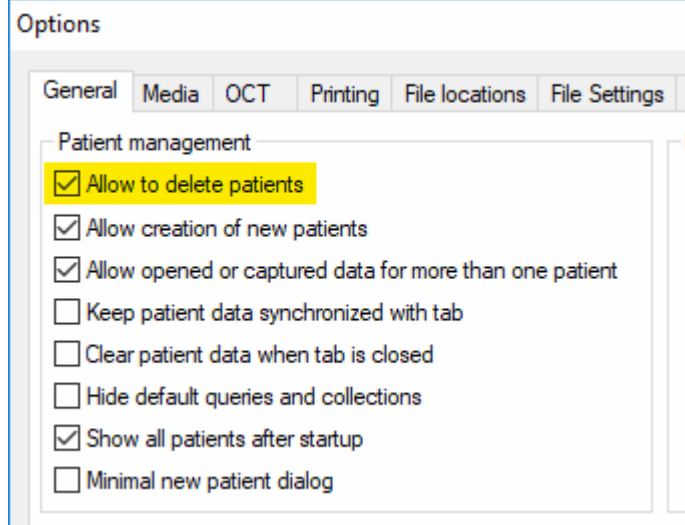 Options
General Media OCT Printing File locations File Settings
Patient management
Allow to delete patients
Allow creation of new patients
Allow opened or captured data for more than one patient
Keep patient data synchronized with tab
Clear patient data when tab is closed
Hide default queries and collections
Show all patients after startup
Minimal new patient dialog